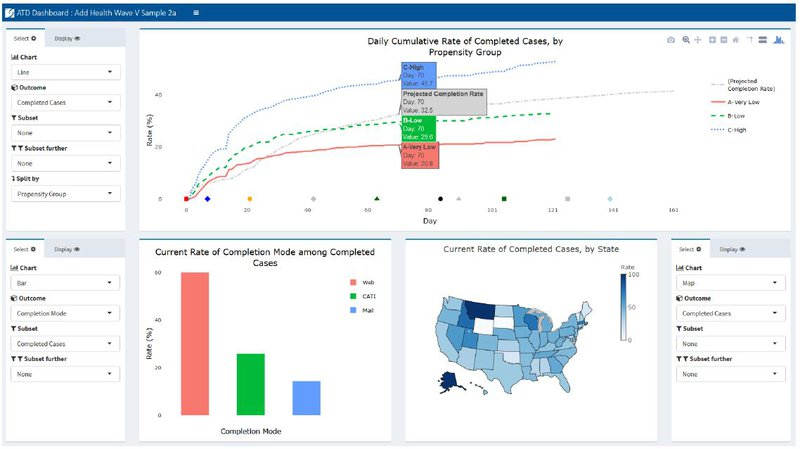 ATD Dashboard : Add Health Wave V Sample 2a
Select
Display
Chart
Line
Outcome
Completed Cases
Subset
None
Subset further
None
Split by
Propensity Group
Daily Cumulative Rate of Completed Cases, by
Propensity Group
Rate (%)
40
20
0
0
21
42
63
84
101
121
141
161
Day
C-High
Day: 70
Value: 45.7
Projected Completion Rate
Day: 70
Value: 32.5
B-Low
Day: 70
Value: 29.6
A-Very Low
Day: 70
Value: 20.8
(Projected
Completion Rate)
A-Very Low
B-Low
C-High
Select
Display
Chart
Bar
Outcome
Completion Mode
Subset
Completed Cases
Subset further
None
Current Rate of Completion Mode among Completed
Cases
Rate (%)
60
40
20
0
Completion Mode
Web
CATI
Mail
Current Rate of Completed Cases, by State
Rate
100
50
0
Select
Display
Chart
Map
Outcome
Completed Cases
Subset
None
Subset further
None